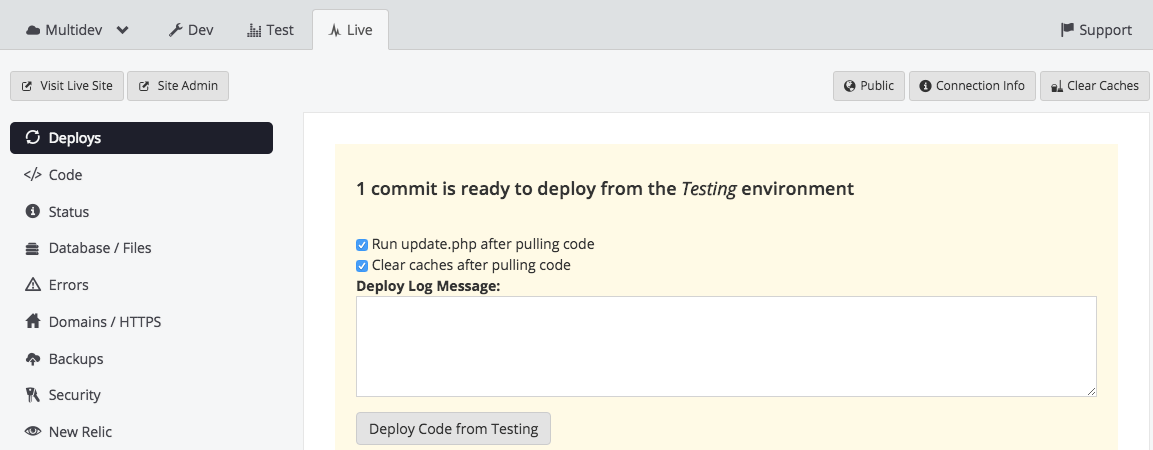 Multidev Dev Test Live Support
Visit Live Site Site Admin Public Connection Info Clear Caches
Deploys
Code
Status
Database / Files
Errors
Domains / HTTPS
Backups
Security
New Relic
1 commit is ready to deploy from the Testing environment
Run update.php after pulling code
Clear caches after pulling code
Deploy Log Message:
Deploy Code from Testing